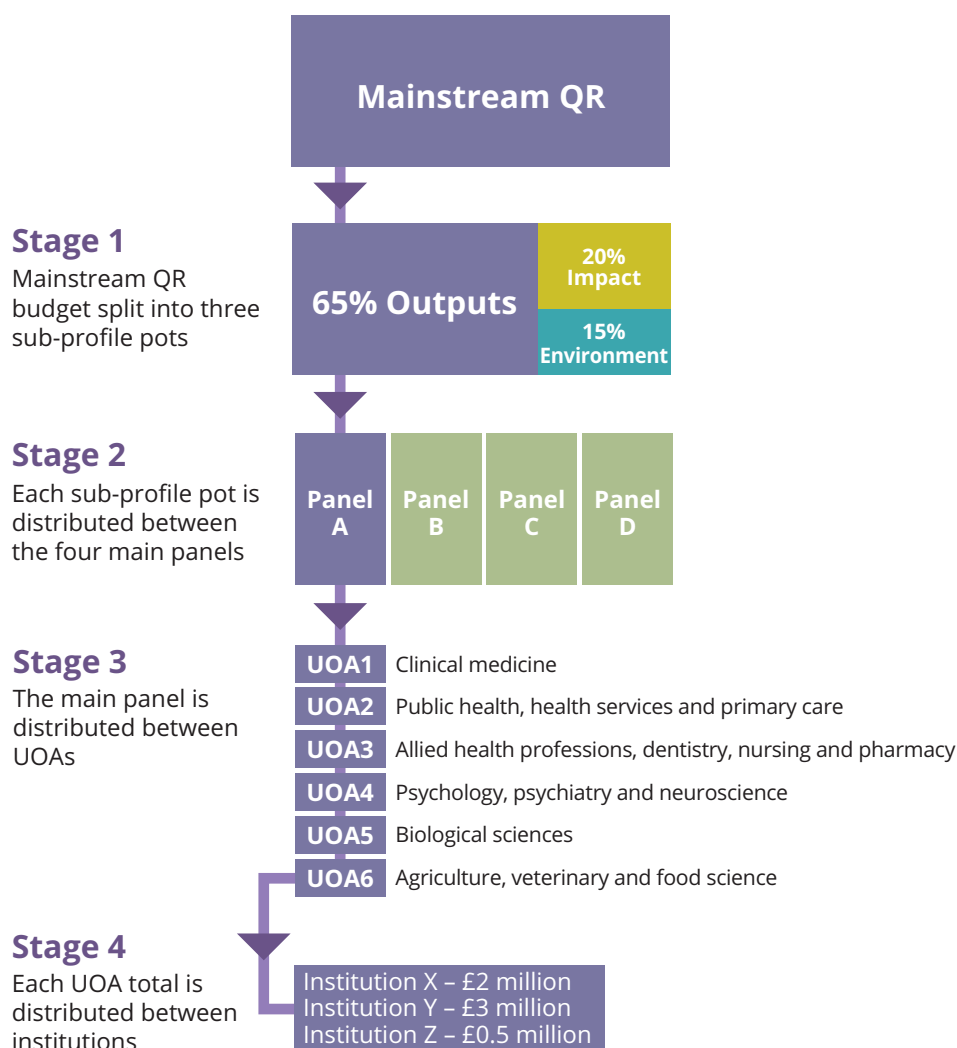 Mainstream QR
Stage 1
Mainstream QR
budget split into three
sub-profile pots
65% Outputs
20%
Impact
15%
Environment
Stage 2
Each sub-profile pot is
distributed between
the four main panels
Panel
A
Panel
B
Panel
C
Panel
D
Stage 3
The main panel is
distributed between
UOAs
UOA1 Clinical medicine
UOA2 Public health, health services and primary care
UOA3 Allied health professions, dentistry, nursing and pharmacy
UOA4 Psychology, psychiatry and neuroscience
UOA5 Biological sciences
UOA6 Agriculture, veterinary and food science
Stage 4
Each UOA total is
distributed between
institutions
Institution X – £2 million
Institution Y – £3 million
Institution Z – £0.5 million